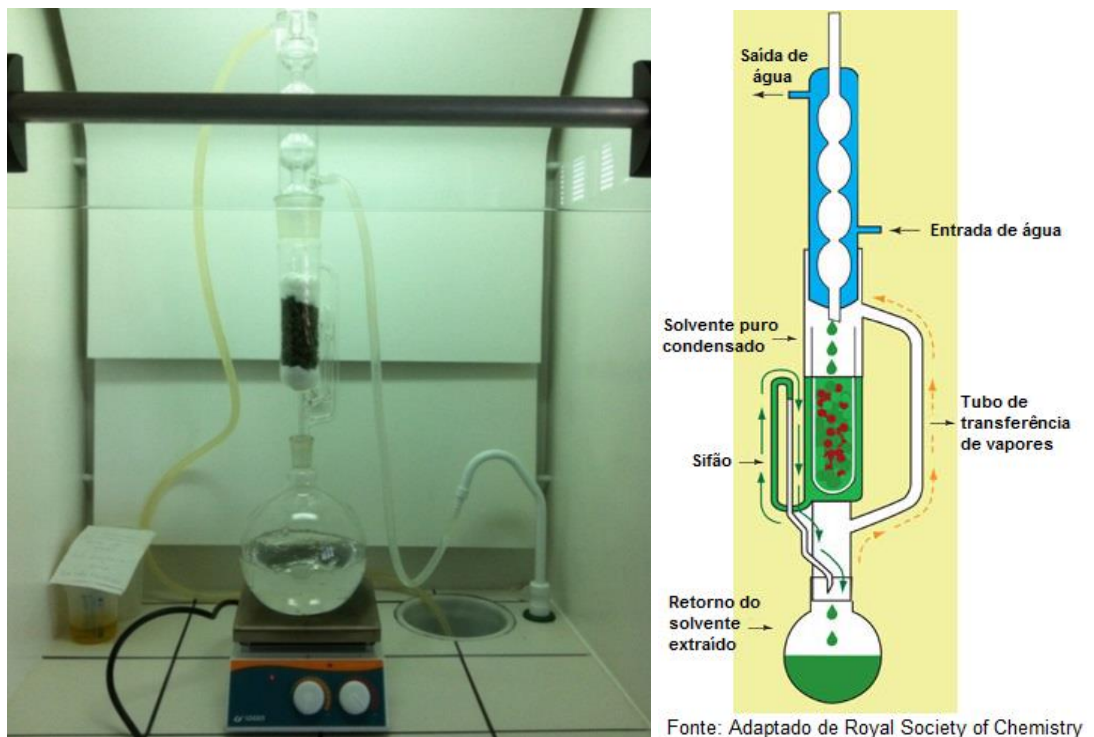 Saída de
água
Entrada de água
Solvente puro
condensado
Tubo de
transferência
de vapores
Sifão
Retorno do
solvente
extraído
Fonte: Adaptado de Royal Society of Chemistry